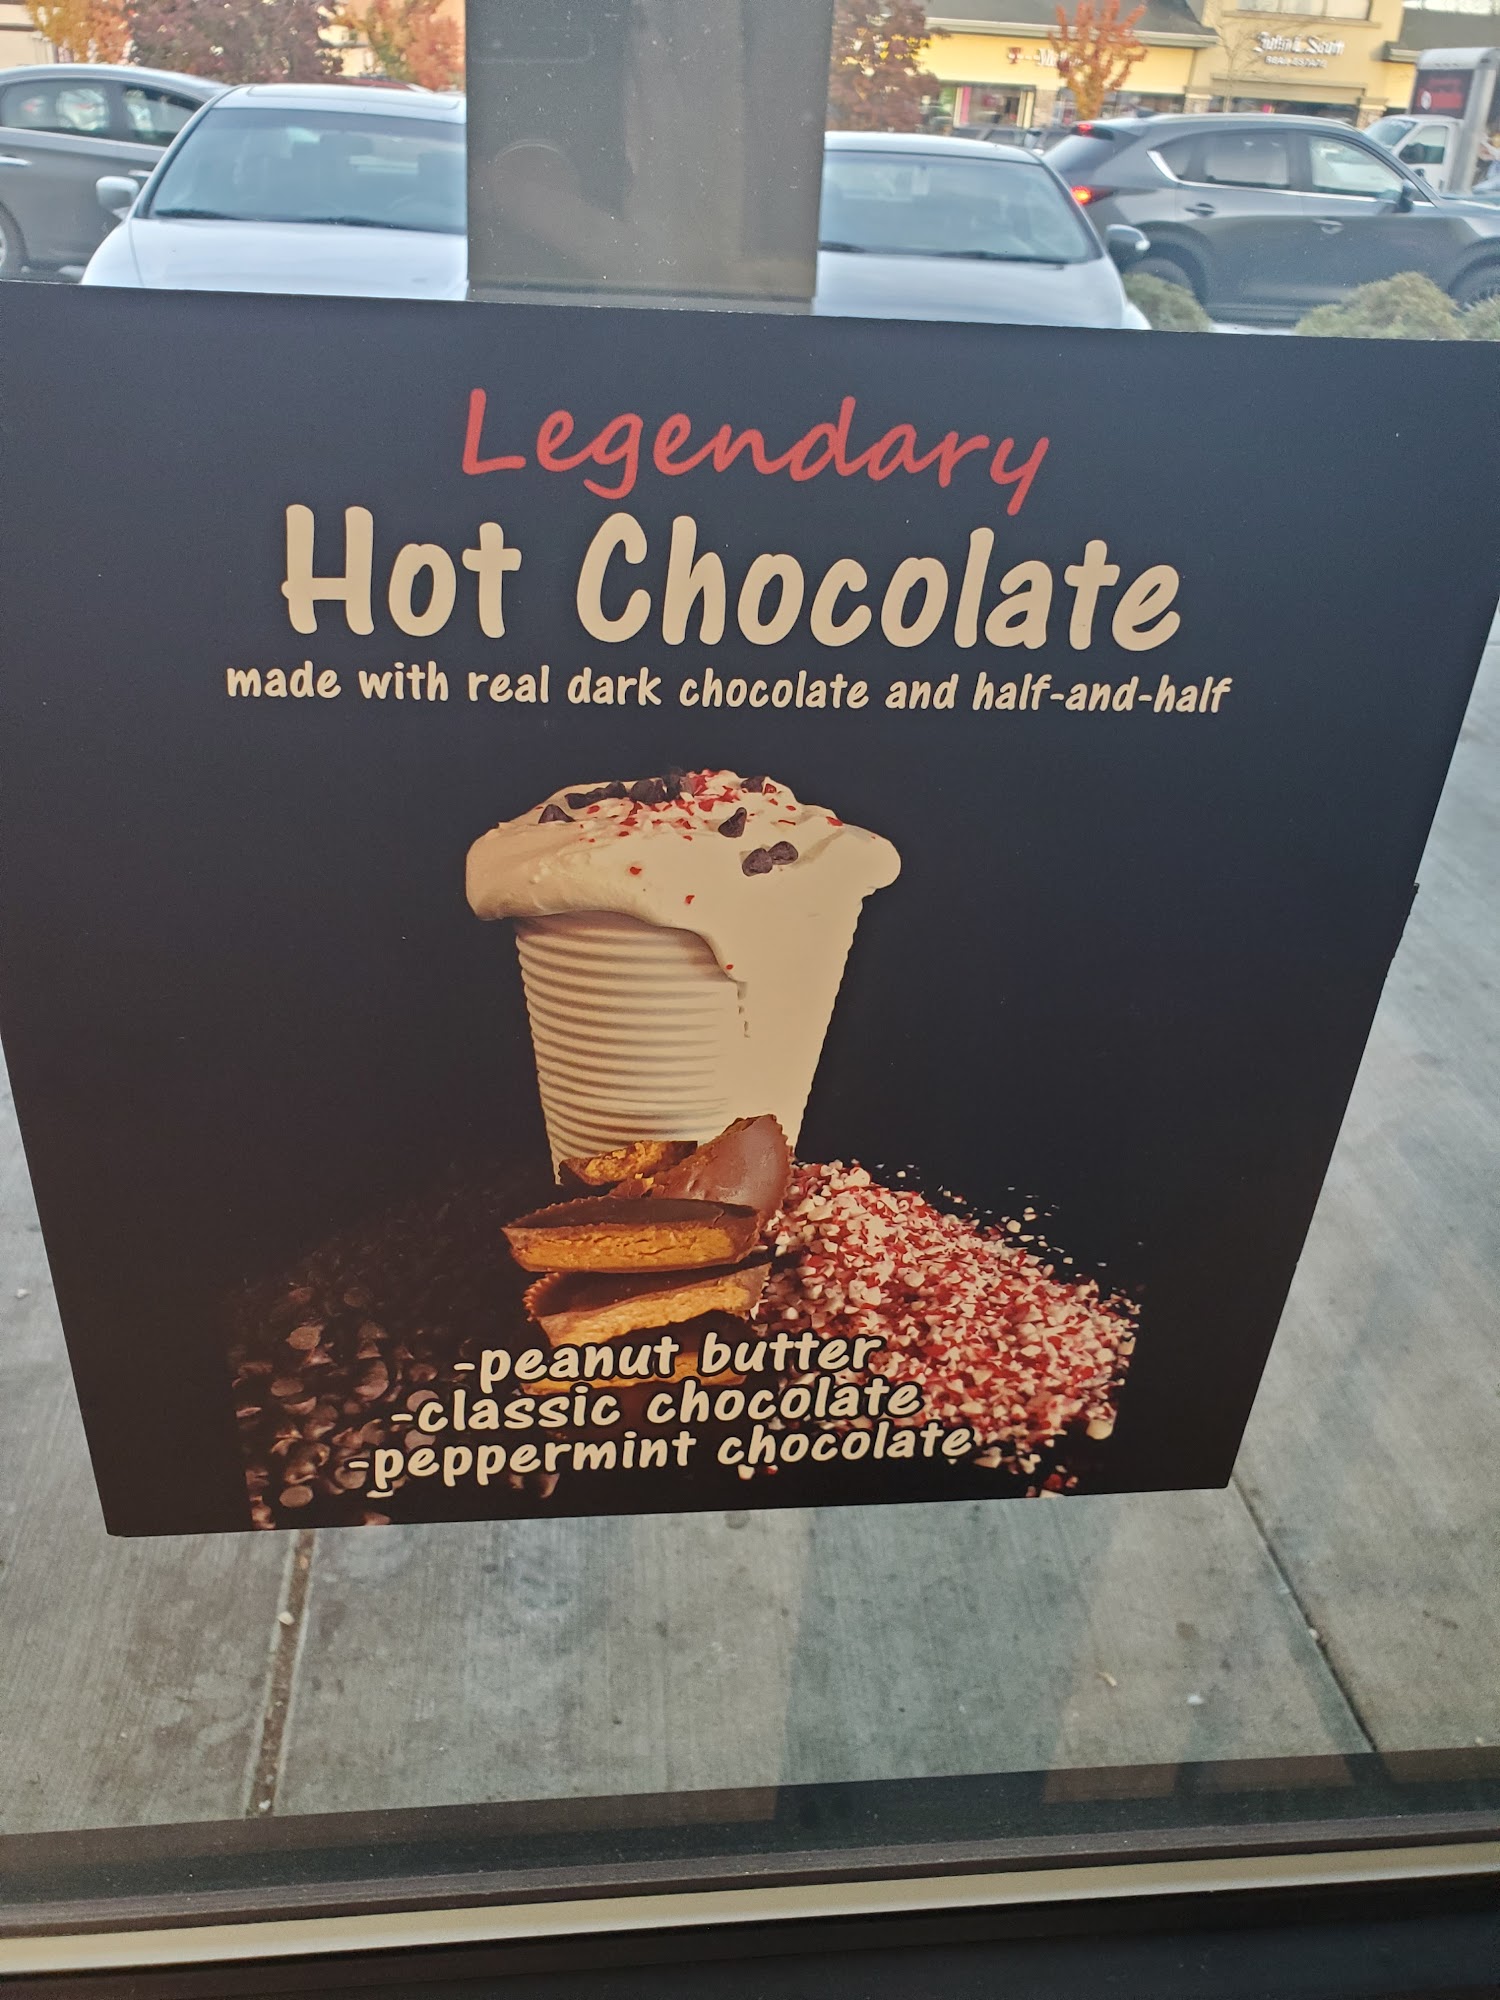 Legendary
Hot Chocolate
made with real dark chocolate and half-and-half
-peanut butter
-classic chocolate
-peppermint chocolate